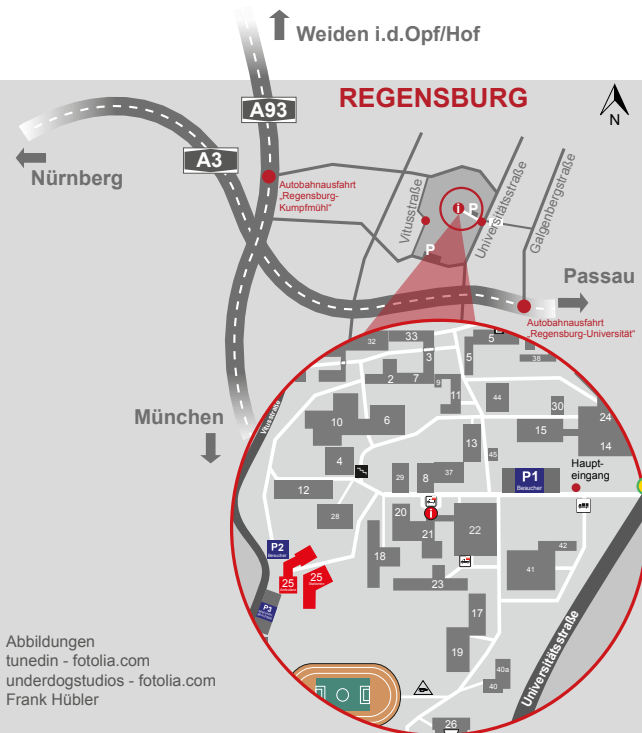 Weiden i.d.Opf/Hof
REGENSBURG
A93
N
A3
Nürnberg
Autobahnausfahrt
„Regensburg-
Kumpfmühl"
Vitusstraße
i
P
P
Universitätsstraße
Galgenbergstraße
Passau
Autobahnausfahrt
„Regensburg-Universität"
München
Vitusstraße
32
33
3
5
5
38
2
7
9
11
44
30
24
10
6
13
15
14
4
45
29
8
37
P1
Besucher
Haupt-
eingang
12
28
20
i
22
21
42
P2
Besucher
18
41
25
25
23
P3
17
19
40a
40
26
Universitätsstraße
Abbildungen
tunedin - fotolia.com
underdogstudios - fotolia.com
Frank Hübler